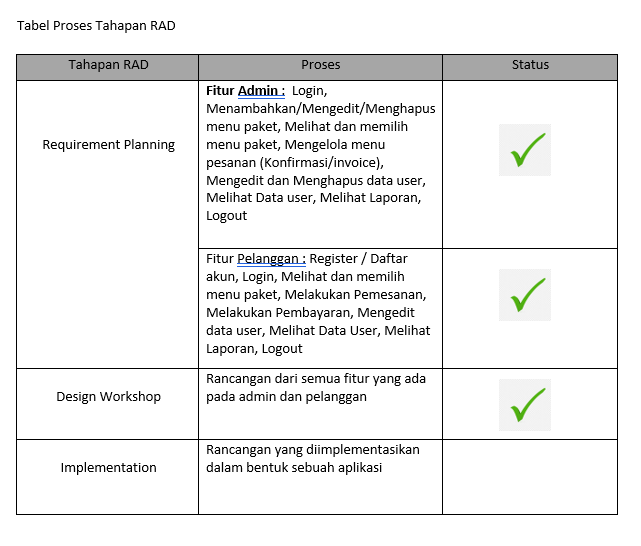 Tabel Proses Tahapan RAD
Tahapan RAD
Proses
Status
Requirement Planning
Fitur Admin : Login,
Menambahkan/Mengedit/Menghapus
menu paket, Melihat dan memilih
menu paket, Mengelola menu
pesanan (Konfirmasi/invoice),
Mengedit dan Menghapus data user,
Melihat Data user, Melihat Laporan,
Logout
Fitur Pelanggan : Register / Daftar
akun, Login, Melihat dan memilih
menu paket, Melakukan Pemesanan,
Melakukan Pembayaran, Mengedit
data user, Melihat Data User, Melihat
Laporan, Logout
Design Workshop
Rancangan dari semua fitur yang ada
pada admin dan pelanggan
Implementation
Rancangan yang diimplementasikan
dalam bentuk sebuah aplikasi